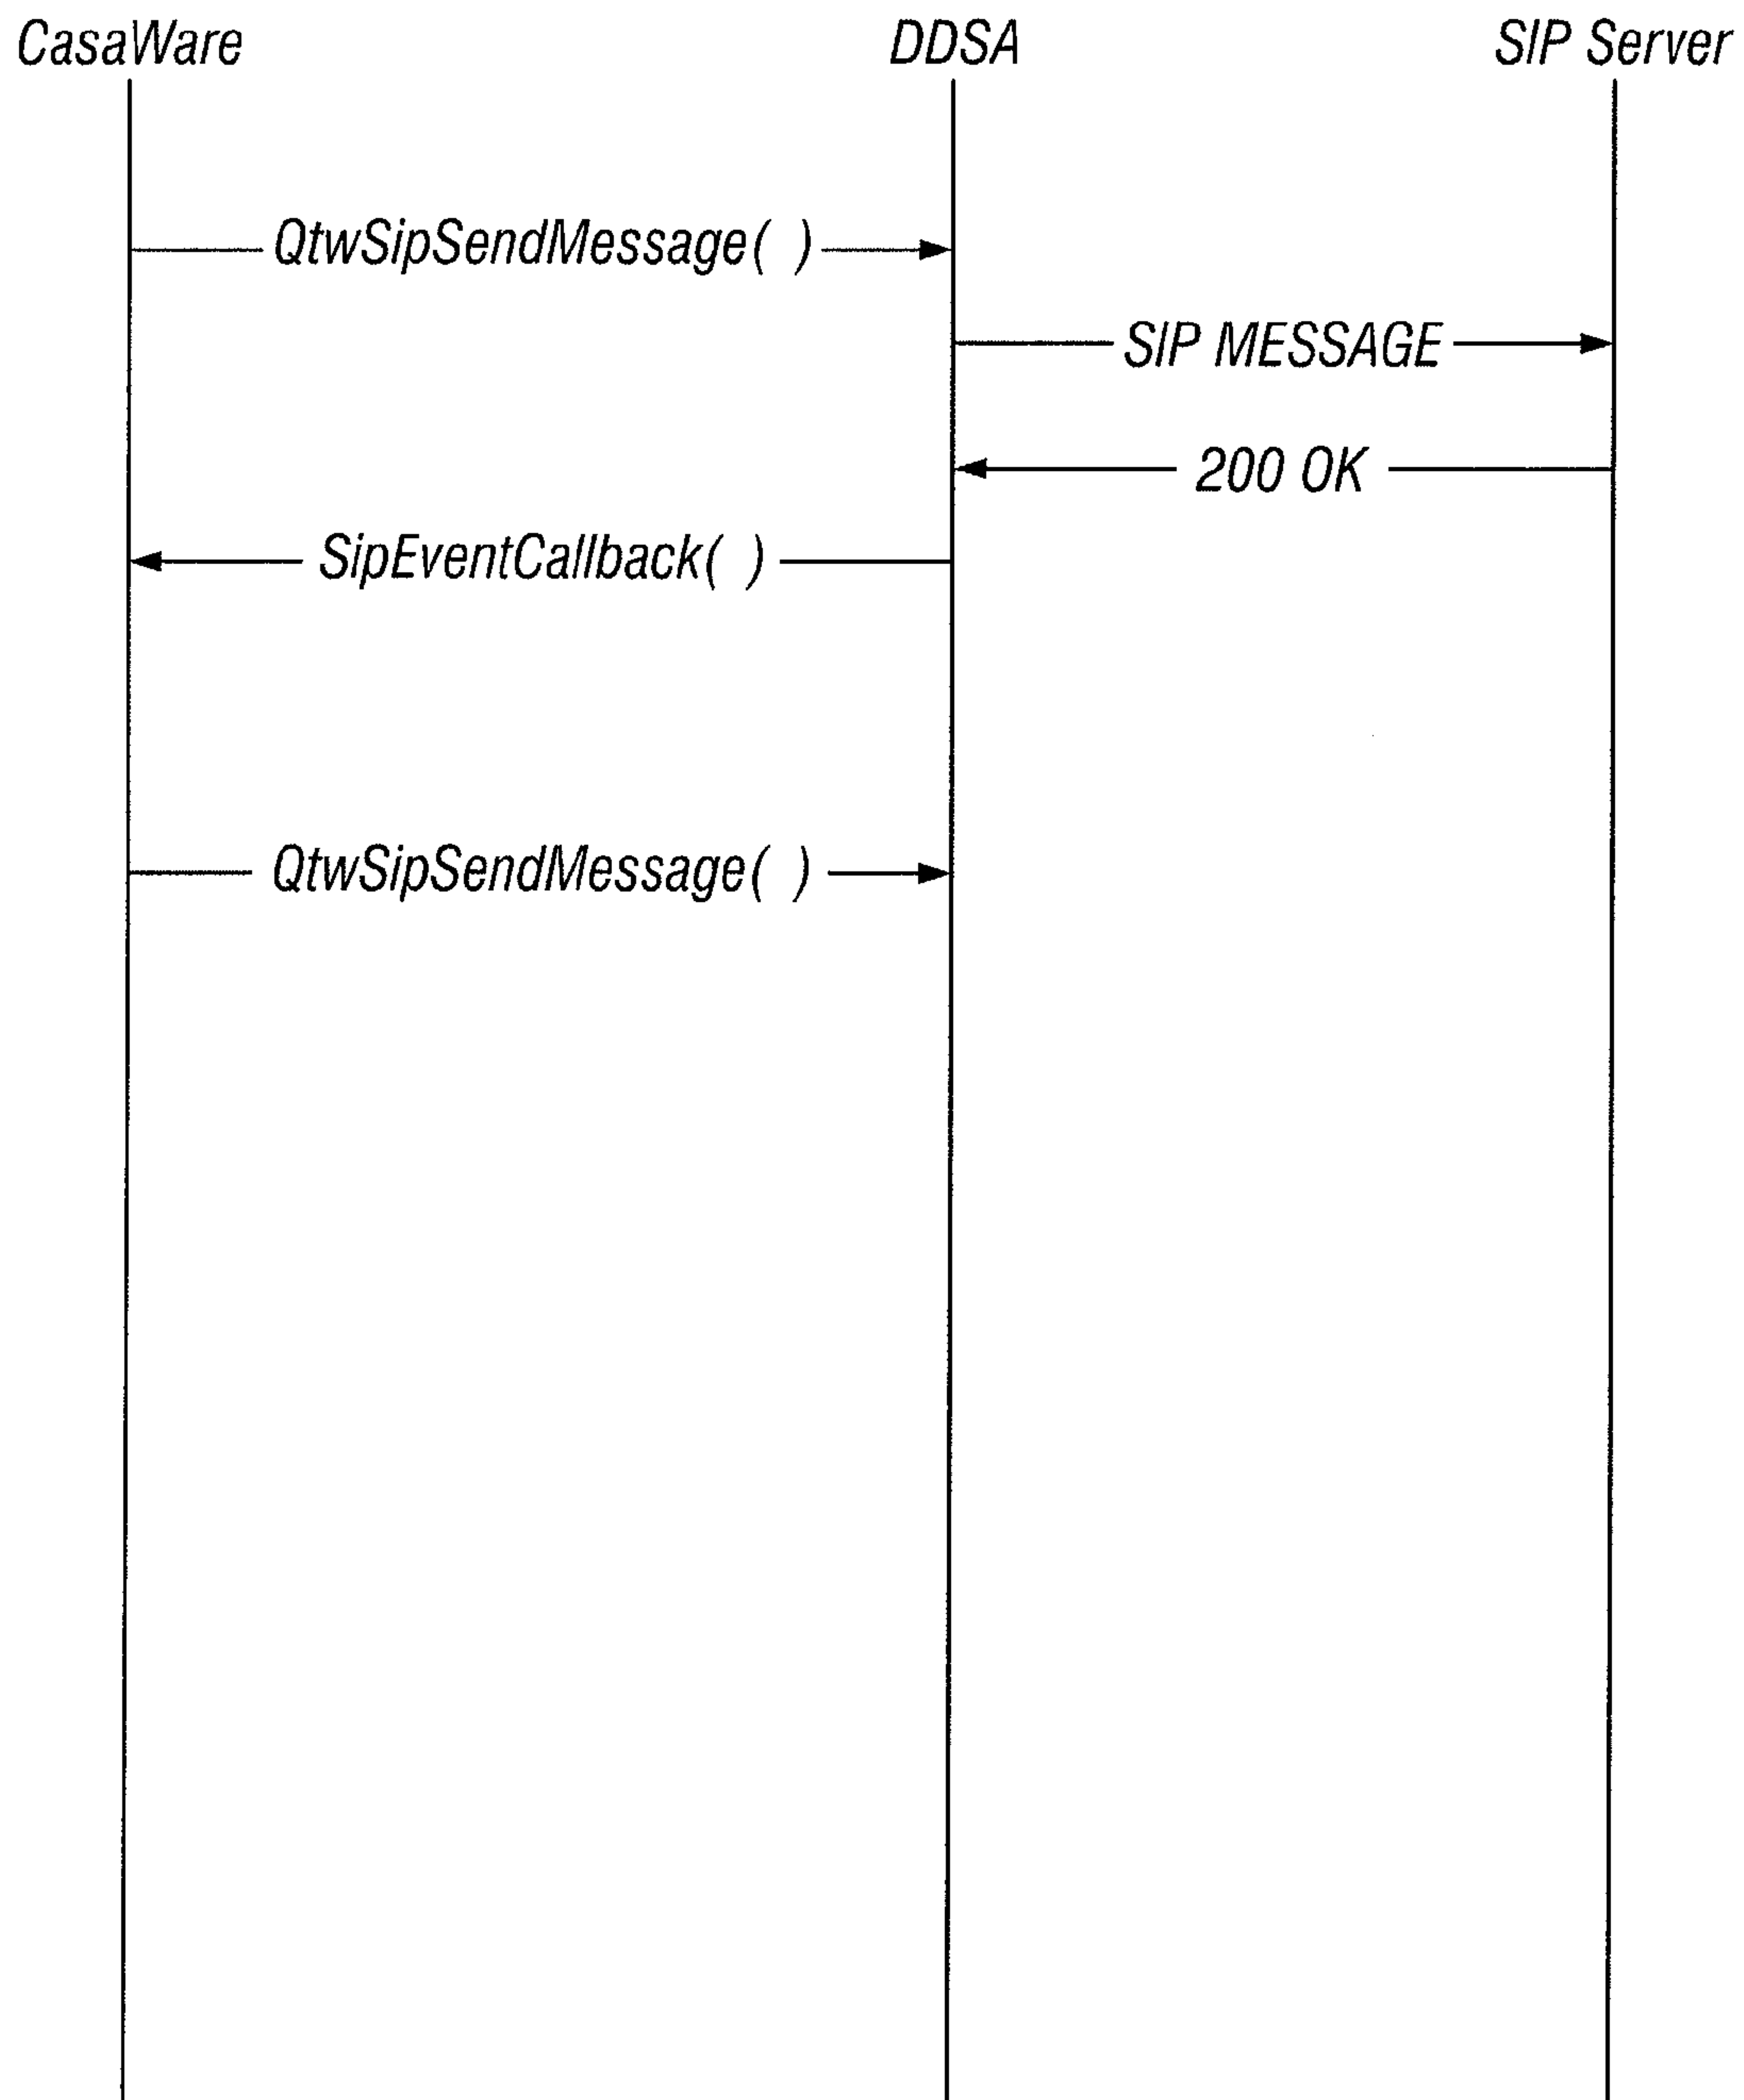 CasaWare DDSA SIP Server
QtwSipSendMessage( )
SIP MESSAGE
200 OK
SipEventCallback( )
QtwSipSendMessage( )